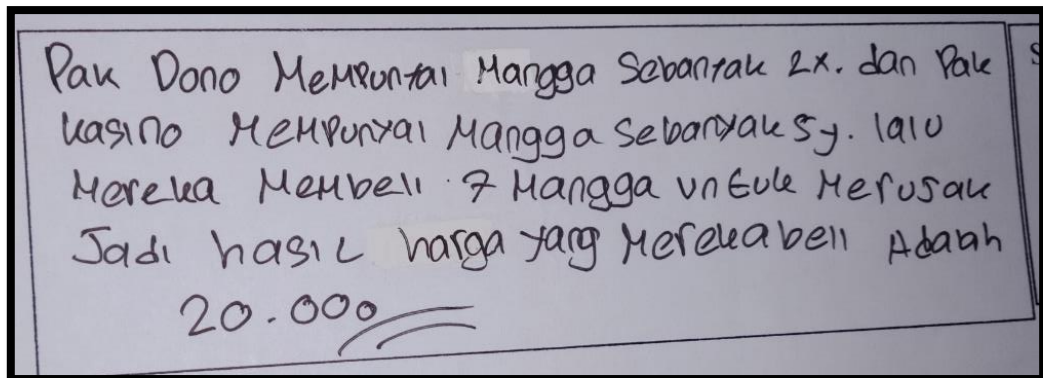 Pak Dono Mempunyai Mangga Sebanyak 2x. dan Pak
kasino Mempunyai Mangga Sebanyak 5y. lalu
Mereka Membeli 7 Mangga untuk Merusak
Jadi hasil harga yang Mereka beli Adalah
20.000